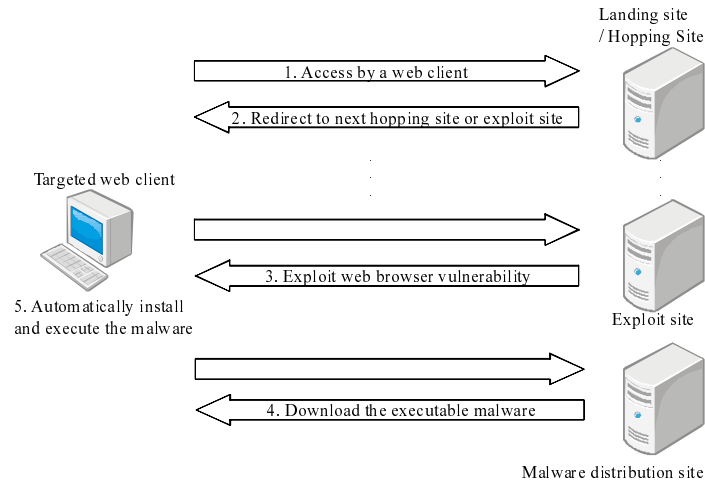 Landing site
/ Hopping Site
1. Access by a web client
2. Redirect to next hopping site or exploit site
Targeted web client
3. Exploit web browser vulnerability
5. Automatically install
and execute the malware
Exploit site
4. Download the executable malware
Malware distribution site